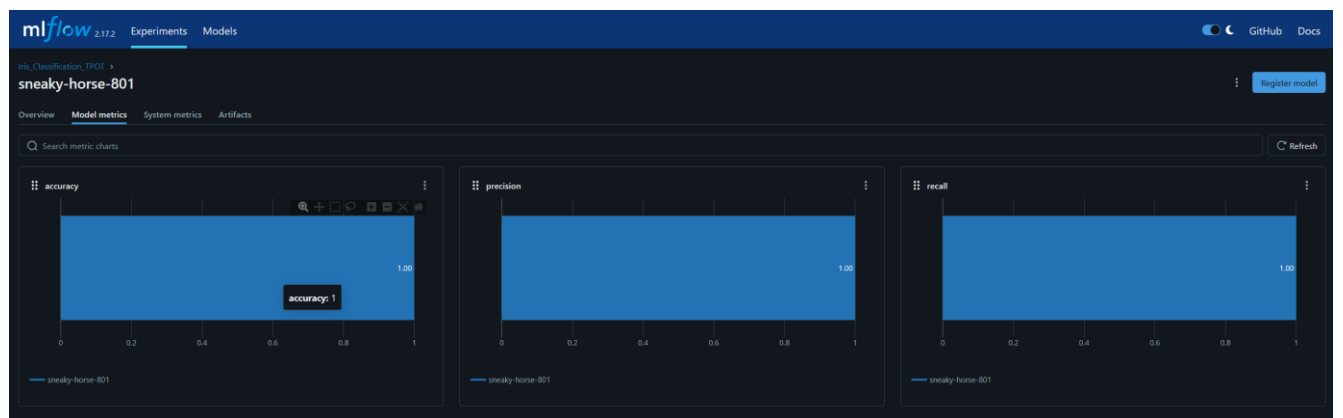 mlflow 2.17.2 Experiments Models GitHub Docs
Iris_Classification_TPOT >
sneaky-horse-801 Register model
Overview Model metrics System metrics Artifacts
Search metric charts Refresh
accuracy precision recall
1.00 1.00 1.00
accuracy: 1
0 0.2 0.4 0.6 0.8 1 0 0.2 0.4 0.6 0.8 1 0 0.2 0.4 0.6 0.8 1
sneaky-horse-801 sneaky-horse-801 sneaky-horse-801